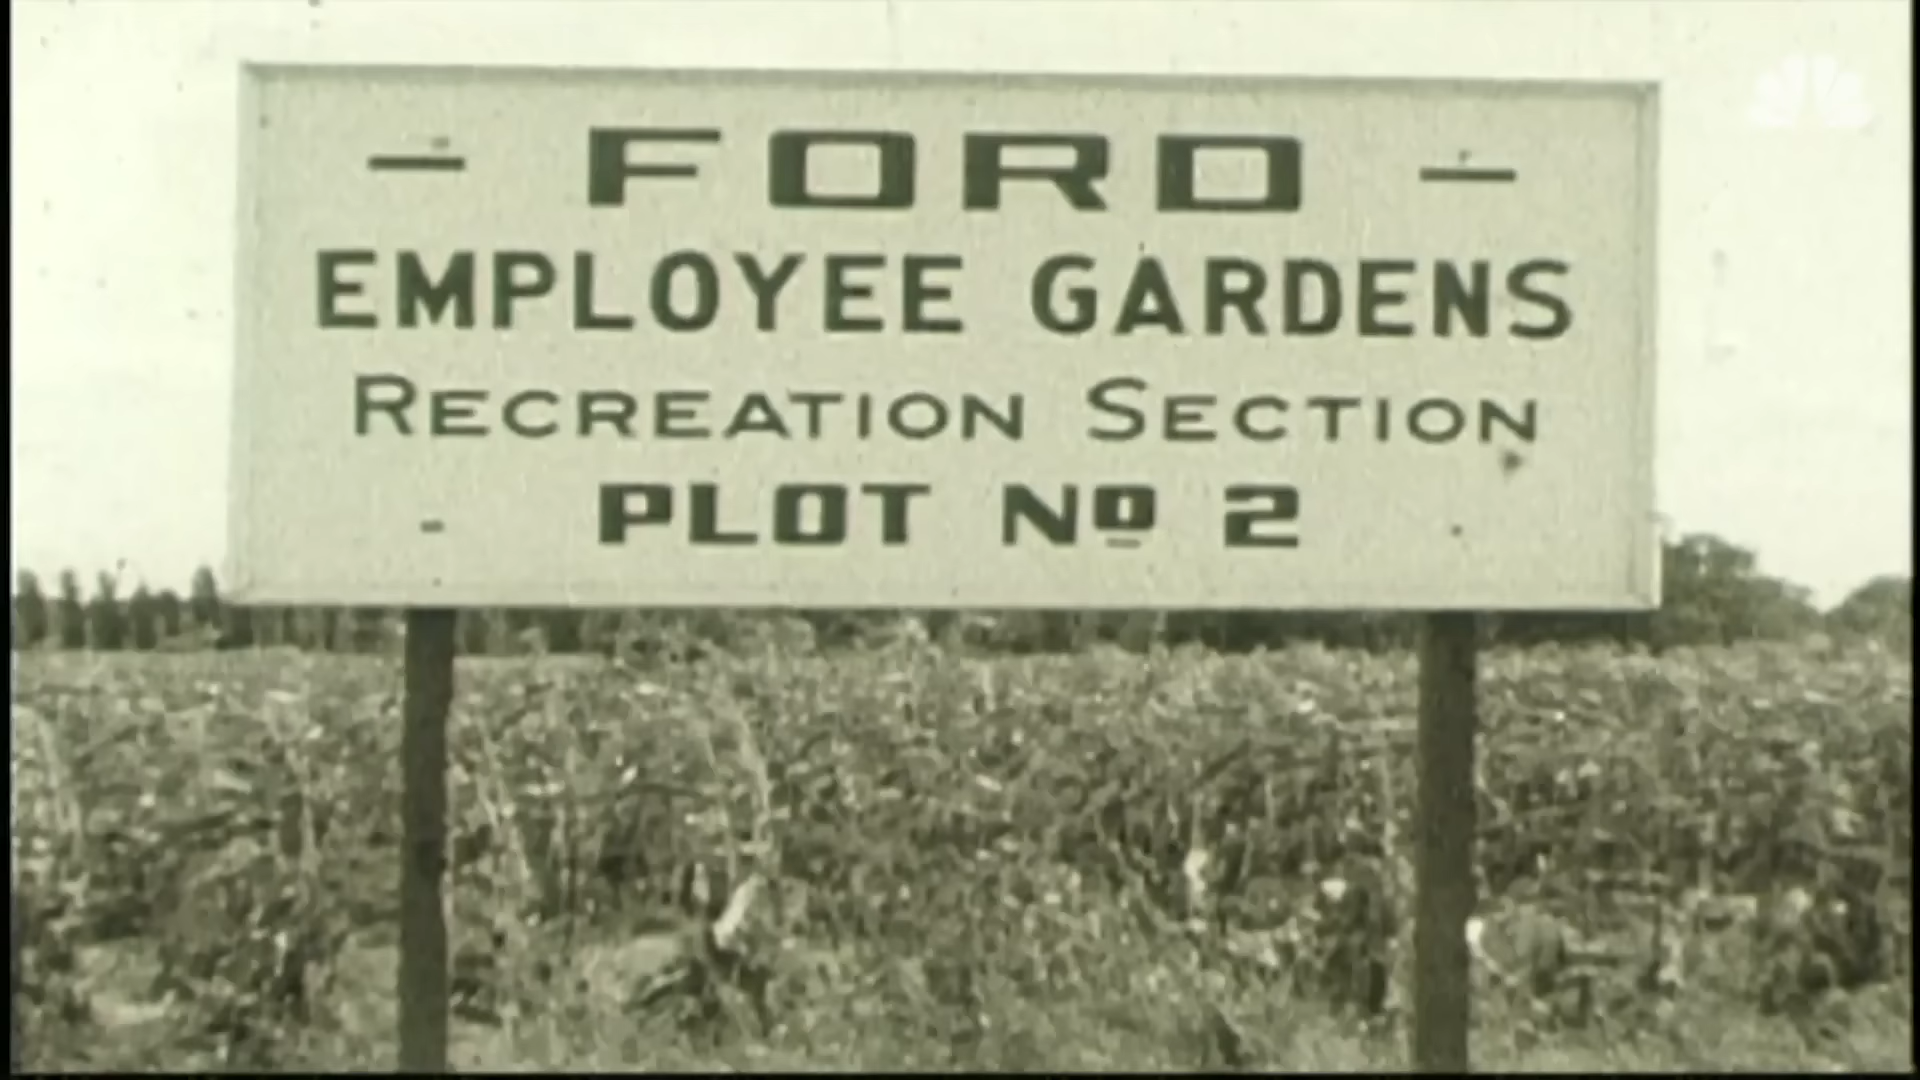 - FORD -
EMPLOYEE GARDENS
RECREATION SECTION
PLOT Nº 2